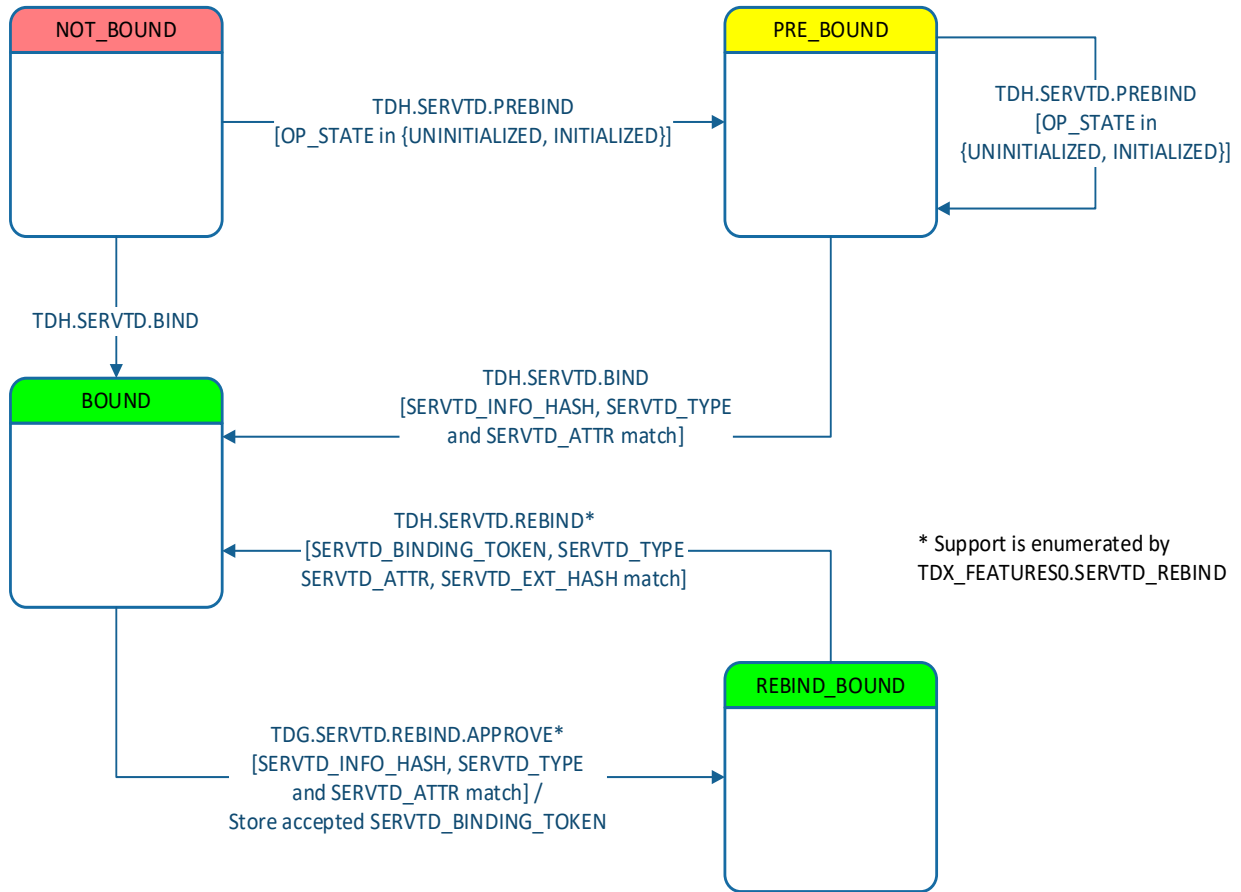 NOT_BOUND
PRE_BOUND
TDH.SERVTD.PREBIND
[OP_STATE in {UNINITIALIZED, INITIALIZED}]
TDH.SERVTD.PREBIND
[OP_STATE in
{UNINITIALIZED, INITIALIZED}]
TDH.SERVTD.BIND
BOUND
TDH.SERVTD.BIND
[SERVTD_INFO_HASH, SERVTD_TYPE
and SERVTD_ATTR match]
TDH.SERVTD.REBIND*
[SERVTD_BINDING_TOKEN, SERVTD_TYPE
SERVTD_ATTR, SERVTD_EXT_HASH match]
* Support is enumerated by
TDX_FEATURES0.SERVTD_REBIND
REBIND_BOUND
TDG.SERVTD.REBIND.APPROVE*
[SERVTD_INFO_HASH, SERVTD_TYPE
and SERVTD_ATTR match] /
Store accepted SERVTD_BINDING_TOKEN